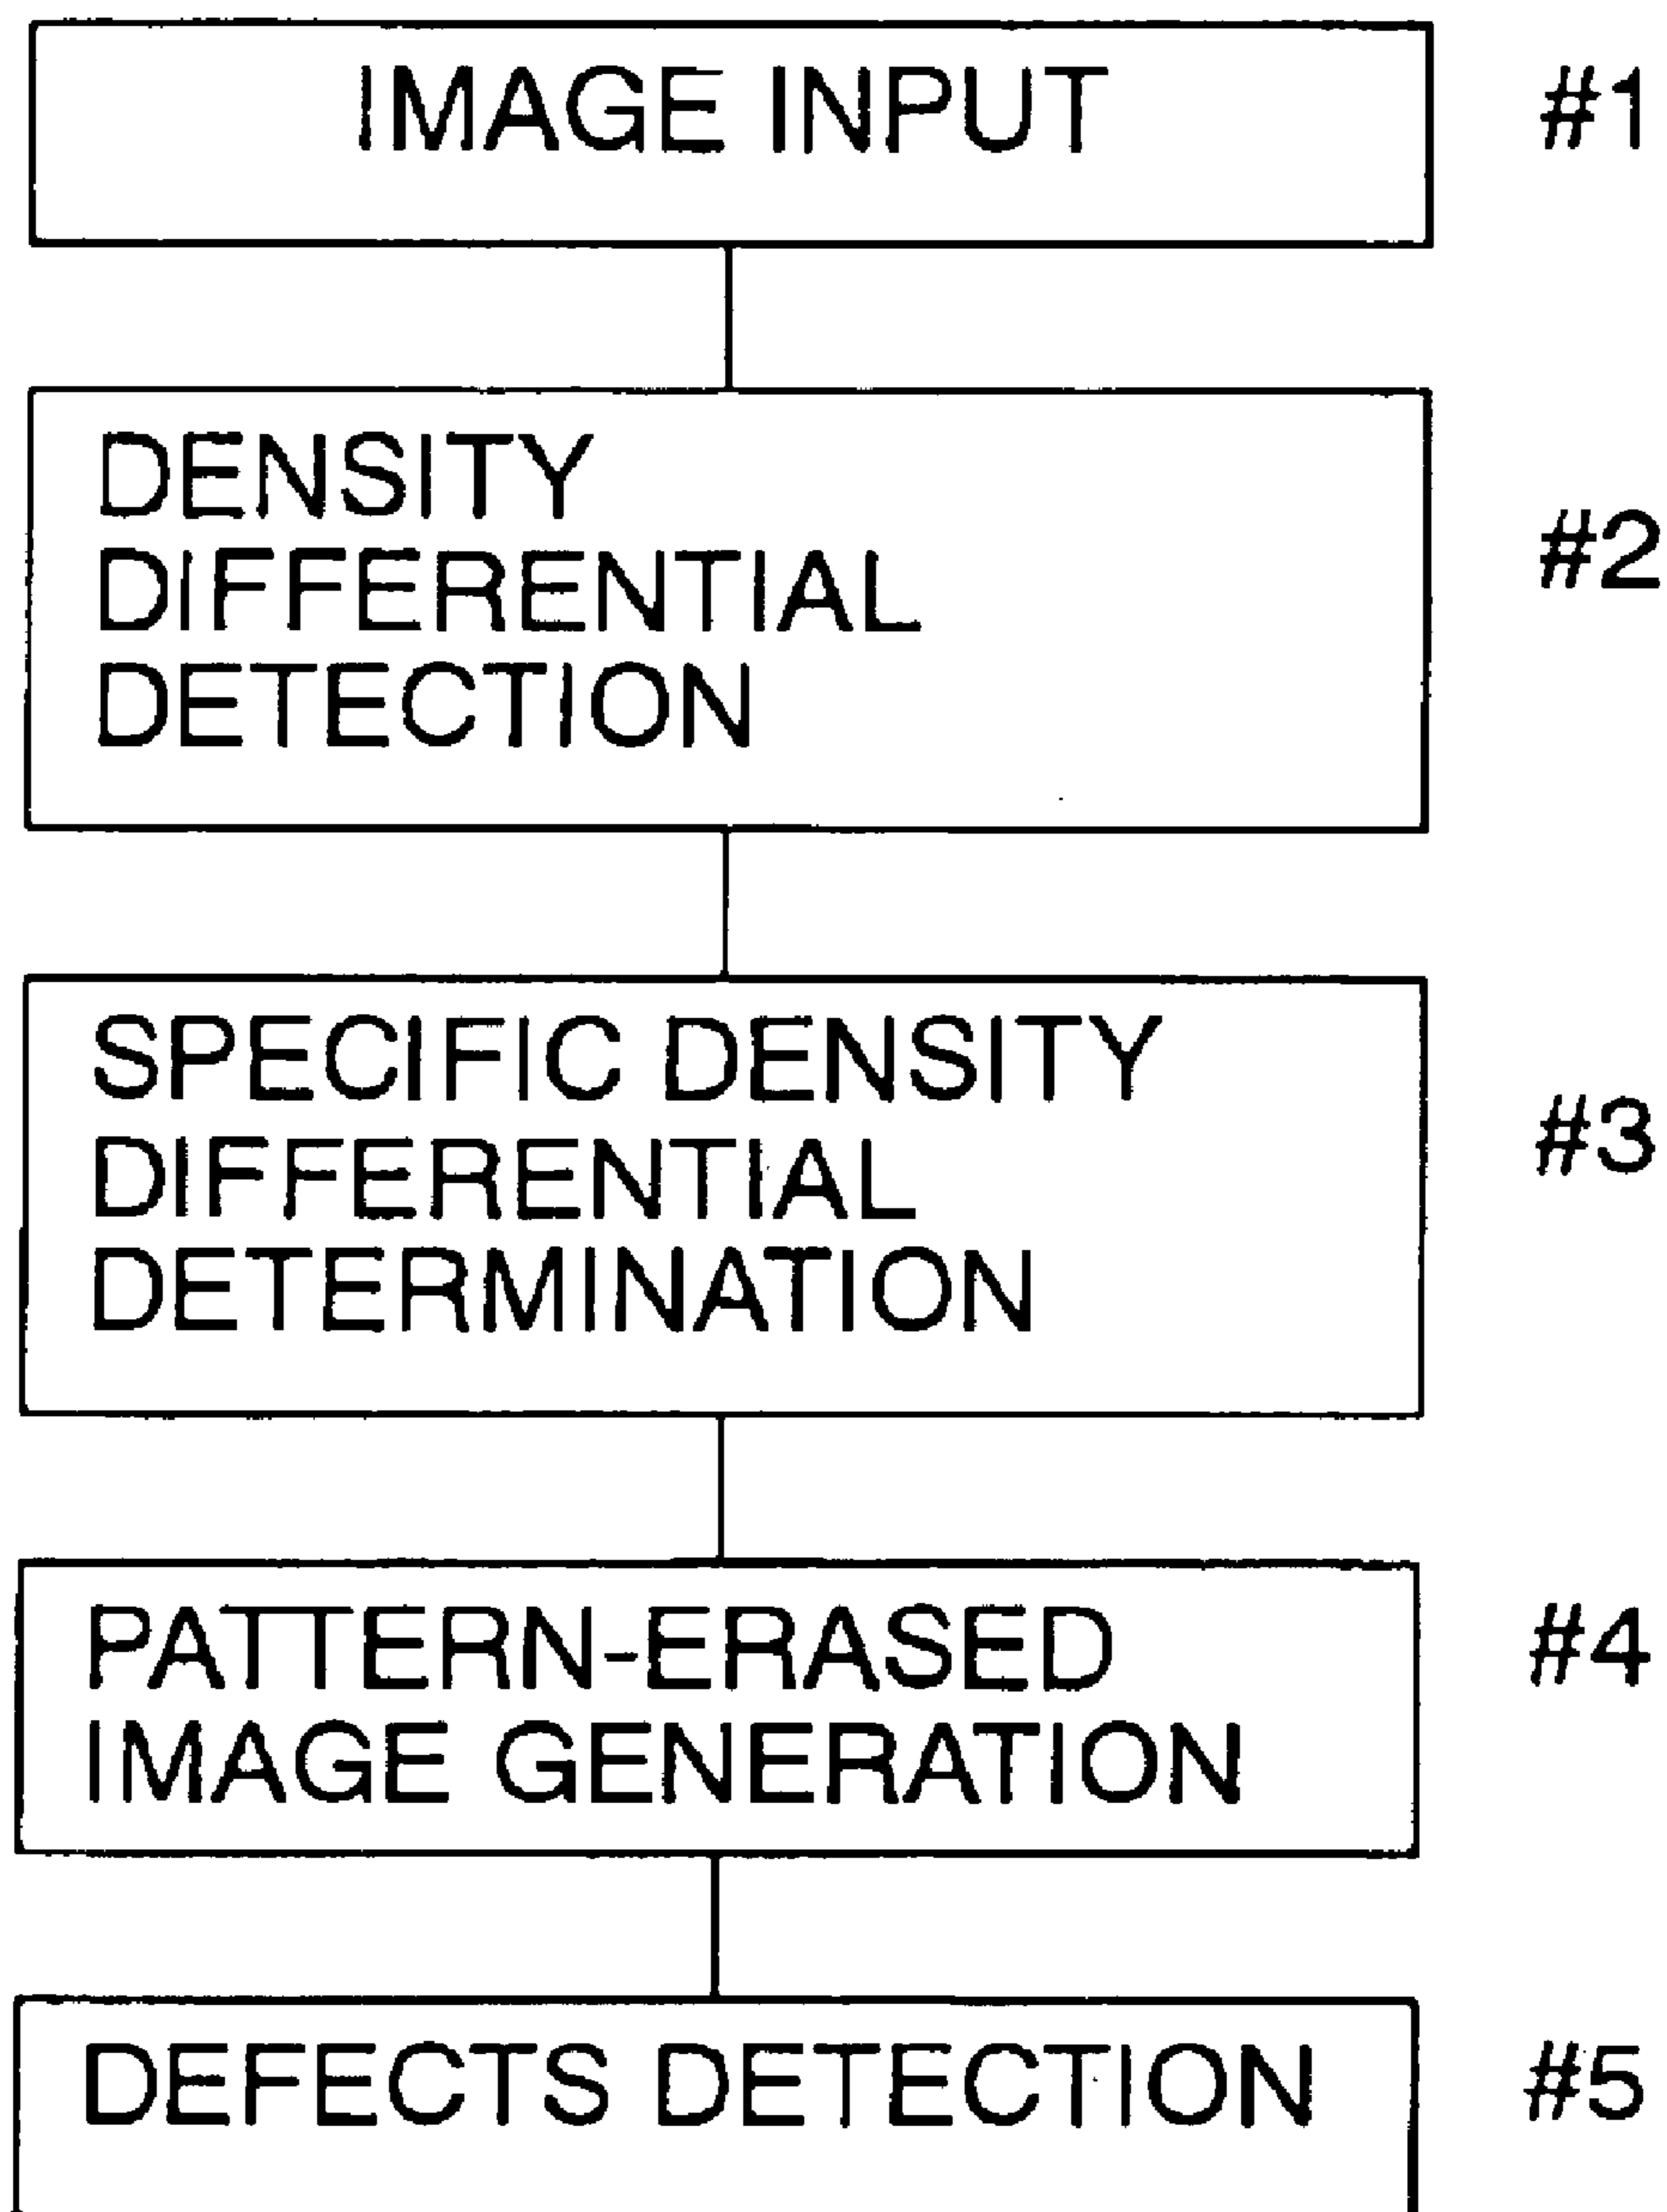 IMAGE INPUT
#1
DENSITY
DIFFERENTIAL
DETECTION
#2
SPECIFIC DENSITY
DIFFERENTIAL
DETERMINATION
#3
PATTERN-ERASED
IMAGE GENERATION
#4
DEFECTS DETECTION
#5